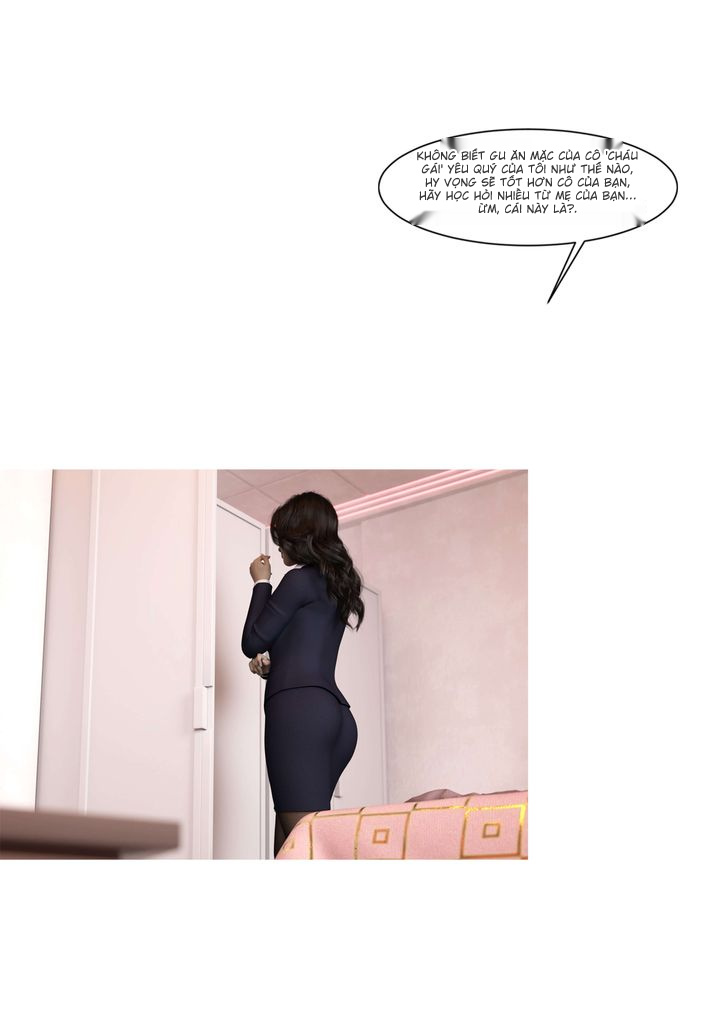 KHÔNG BIẾT GU ĂN MẶC CỦA CÔ 'CHÁU
GÁI' YÊU QUÝ CỦA TÔI NHƯ THẾ NÀO,
HY VỌNG SẼ TỐT HƠN CÔ CỦA BẠN,
HÃY HỌC HỎI NHIỀU TỪ MẸ CỦA BẠN...
ỪM, CÁI NÀY LÀ?.